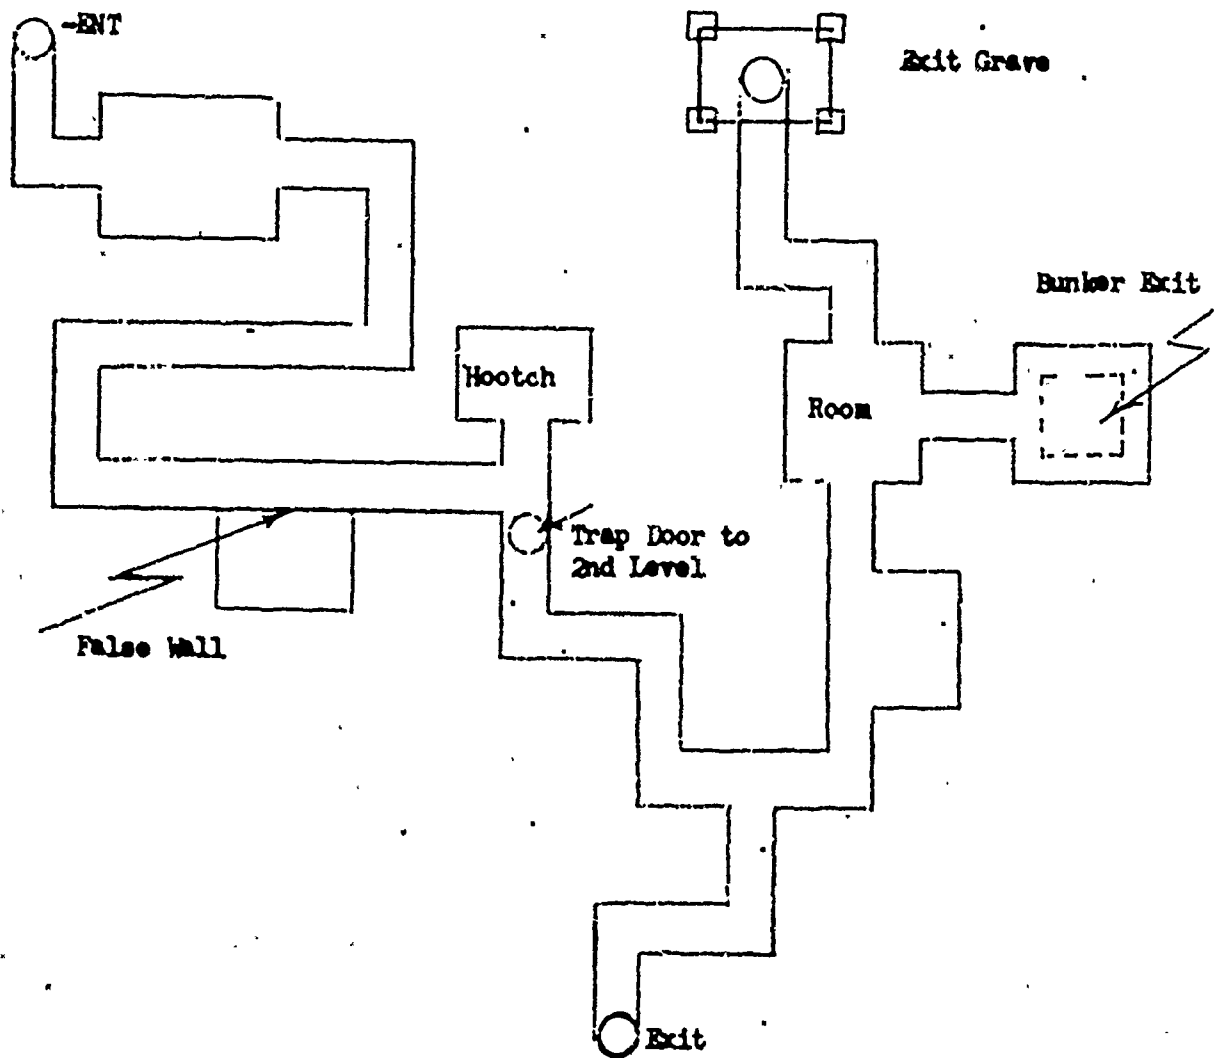 -ENT
Exit Grave
Bunker Exit
Hootch
Room
Trap Door to
2nd Level
False Wall
Exit